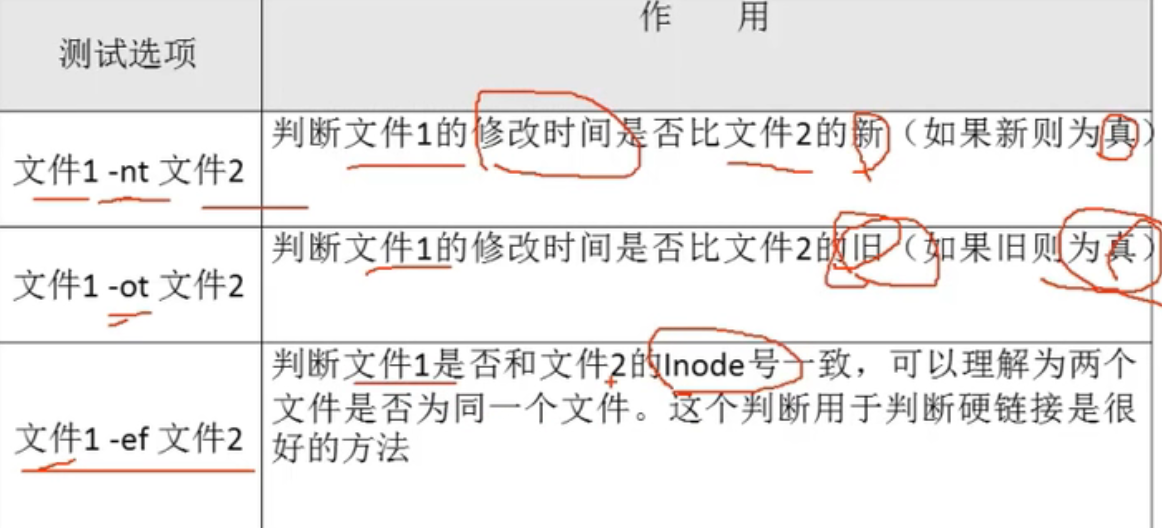 测试选项
作 用
文件1 -nt 文件2
判断文件1的修改时间是否比文件2的新（如果新则为真）
文件1 -ot 文件2
判断文件1的修改时间是否比文件2的旧（如果旧则为真）
文件1 -ef 文件2
判断文件1是否和文件2的Inode号一致，可以理解为两个
文件是否为同一个文件。这个判断用于判断硬链接是很
好的方法